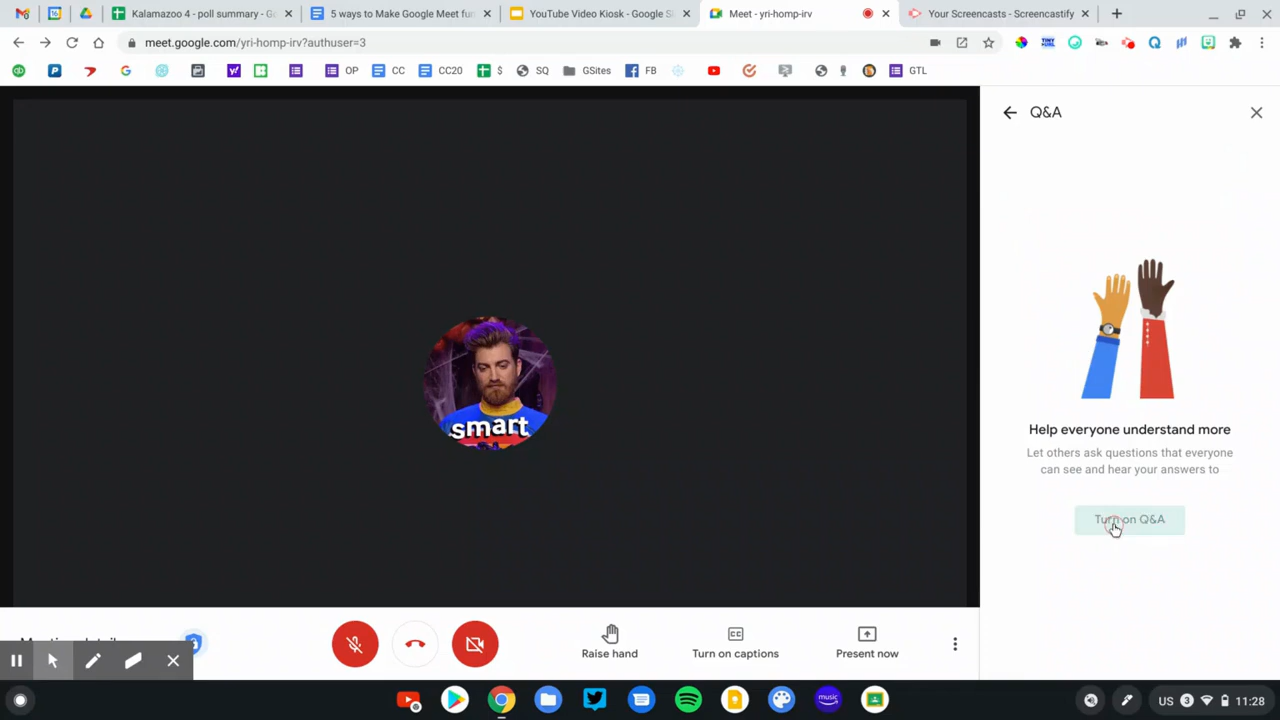 Kalamazoo 4 - poll summary - G
5 ways to Make Google Meet fun
YouTube Video Kiosk - Google Sl
Meet - yri-homp-irv
Your Screencasts - Screencastify
meet.google.com/yri-homp-irv?authuser=3
OP
CC
CC20
$
SQ
GSites
FB
GTL
Q&A
smart
Help everyone understand more
Let others ask questions that everyone
can see and hear your answers to
Turn on Q&A
Raise hand
Turn on captions
Present now
US
3
11:28